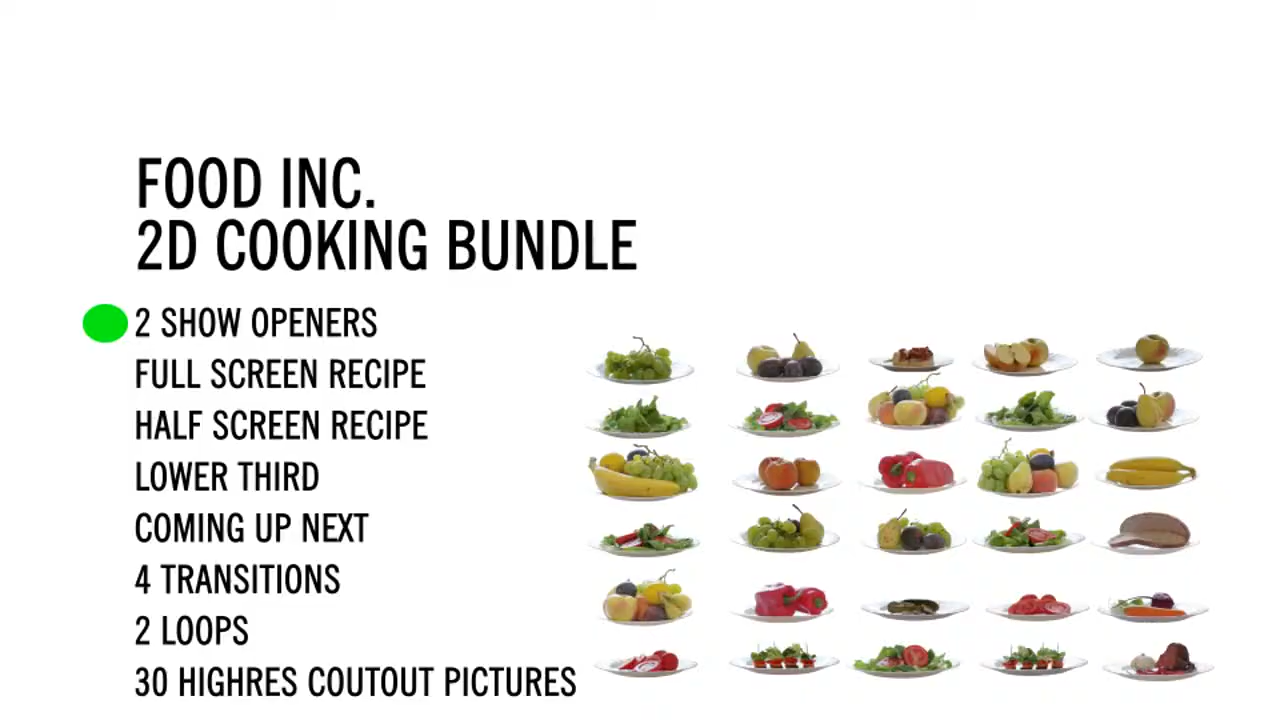 FOOD INC.
2D COOKING BUNDLE
2 SHOW OPENERS
FULL SCREEN RECIPE
HALF SCREEN RECIPE
LOWER THIRD
COMING UP NEXT
4 TRANSITIONS
2 LOOPS
30 HIGHRES COUTOUT PICTURES